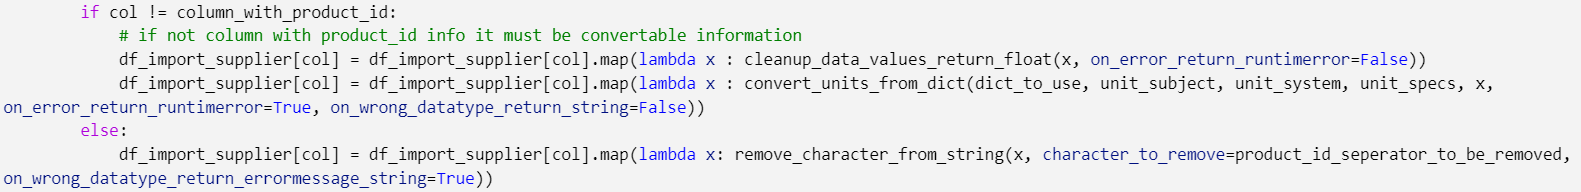 if col != column_with_product_id:
# if not column with product_id info it must be convertable information
df_import_supplier[col] = df_import_supplier[col].map(lambda x : cleanup_data_values_return_float(x, on_error_return_runtimerror=False))
df_import_supplier[col] = df_import_supplier[col].map(lambda x : convert_units_from_dict(dict_to_use, unit_subject, unit_system, unit_specs, x,
on_error_return_runtimerror=True, on_wrong_datatype_return_string=False))
else:
df_import_supplier[col] = df_import_supplier[col].map(lambda x: remove_character_from_string(x, character_to_remove=product_id_seperator_to_be_removed,
on_wrong_datatype_return_errormessage_string=True))